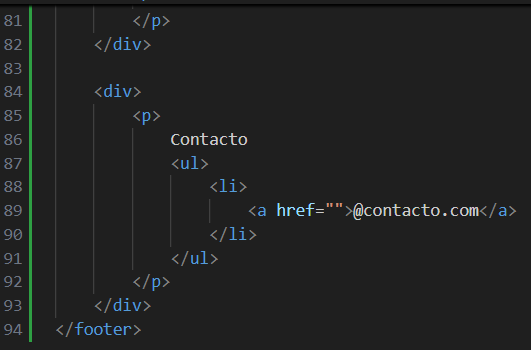 81 </p>
82 </div>
83
84 <div>
85 <p>
86 Contacto
87 <ul>
88 <li>
89 <a href="">@contacto.com</a>
90 </li>
91 </ul>
92 </p>
93 </div>
94 </footer>